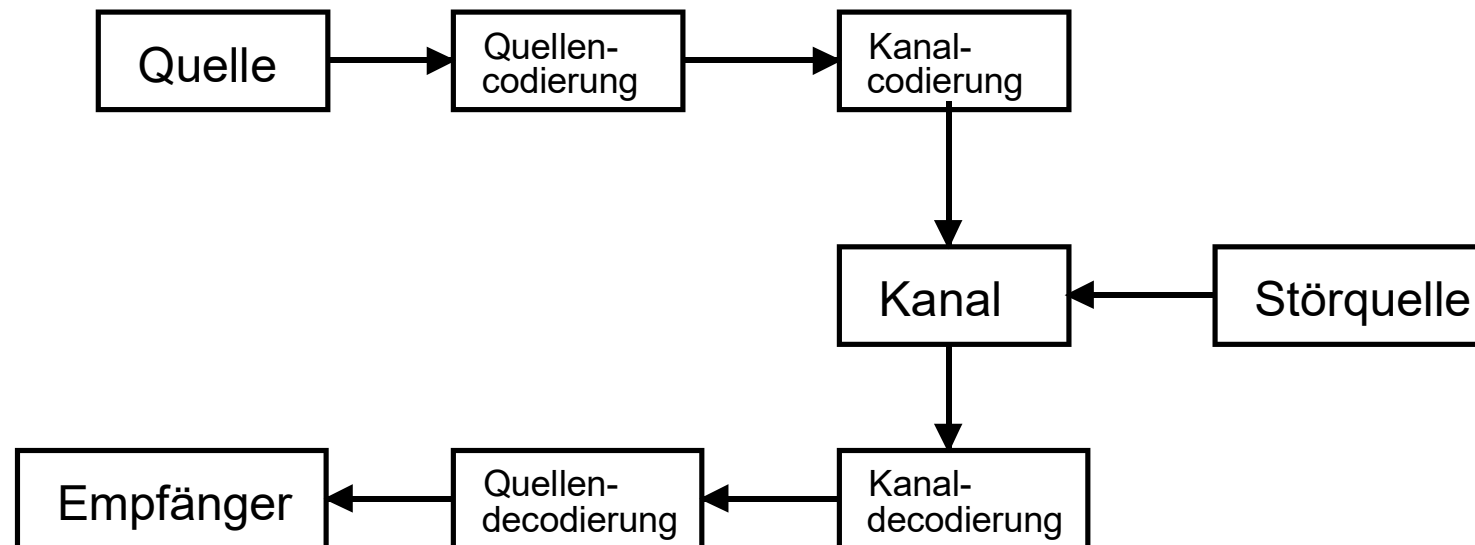 Quelle
Quellen-
codierung
Kanal-
codierung
Kanal
Störquelle
Empfänger
Quellen-
decodierung
Kanal-
decodierung